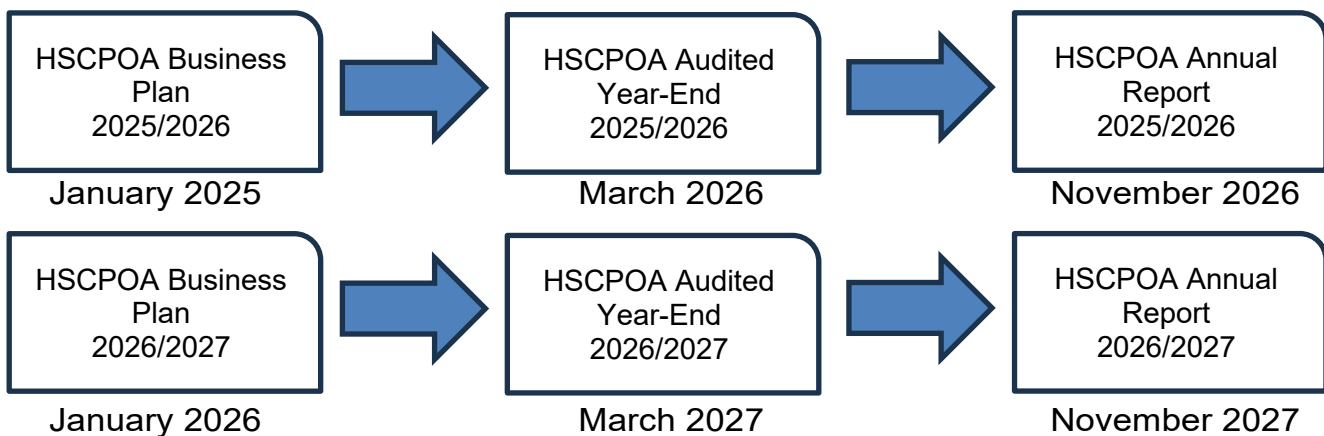 HSCPOA Business
Plan
2025/2026
HSCPOA Audited
Year-End
2025/2026
HSCPOA Annual
Report
2025/2026
January 2025
March 2026
November 2026
HSCPOA Business
Plan
2026/2027
HSCPOA Audited
Year-End
2026/2027
HSCPOA Annual
Report
2026/2027
January 2026
March 2027
November 2027